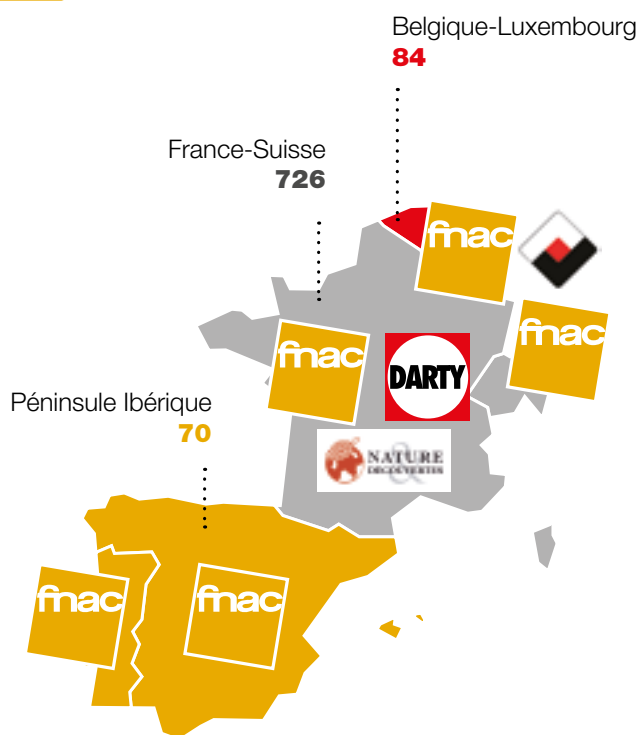 Belgique-Luxembourg
84
France-Suisse
726
fnac
fnac
fnac
DARTY
Péninsule Ibérique
70
NATURE
&
DECOUVERTES
fnac
fnac